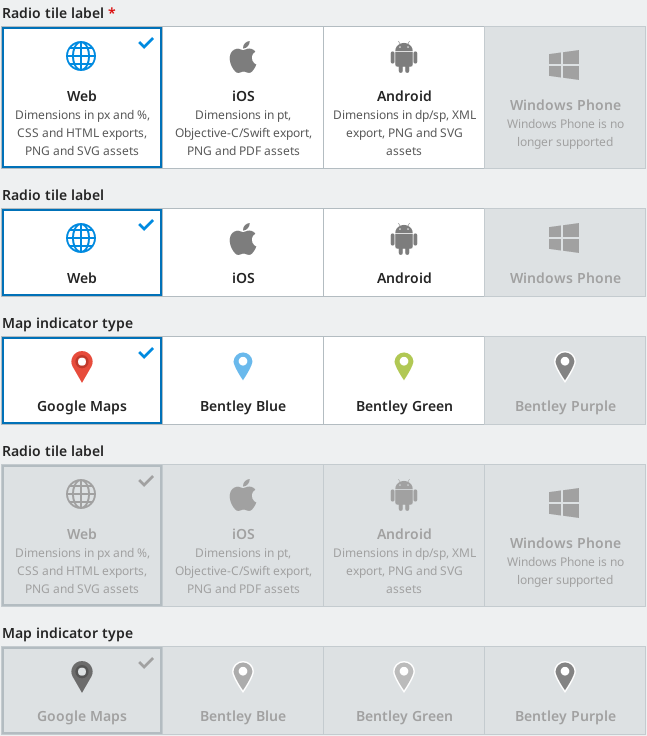 Radio tile label *
Web
Dimensions in px and %,
CSS and HTML exports,
PNG and SVG assets
iOS
Dimensions in pt,
Objective-C/Swift export,
PNG and PDF assets
Android
Dimensions in dp/sp, XML
export, PNG and SVG
assets
Windows Phone
Windows Phone is no
longer supported
Radio tile label
Web
iOS
Android
Windows Phone
Map indicator type
Google Maps
Bentley Blue
Bentley Green
Bentley Purple
Radio tile label
Web
Dimensions in px and %,
CSS and HTML exports,
PNG and SVG assets
iOS
Dimensions in pt,
Objective-C/Swift export,
PNG and PDF assets
Android
Dimensions in dp/sp, XML
export, PNG and SVG
assets
Windows Phone
Windows Phone is no
longer supported
Map indicator type
Google Maps
Bentley Blue
Bentley Green
Bentley Purple